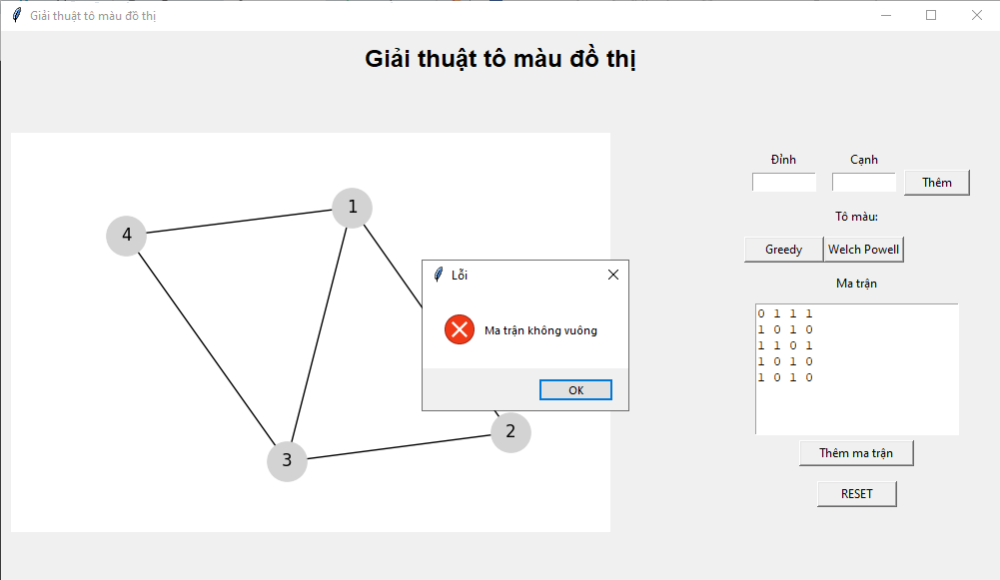 Giải thuật tô màu đồ thị
Giải thuật tô màu đồ thị
1
4
3
2
Lỗi
Ma trận không vuông
OK
Đỉnh
Cạnh
Thêm
Tô màu:
Greedy
Welch Powell
Ma trận
0 1 1 1
1 0 1 0
1 1 0 1
1 0 1 0
1 0 1 0
Thêm ma trận
RESET